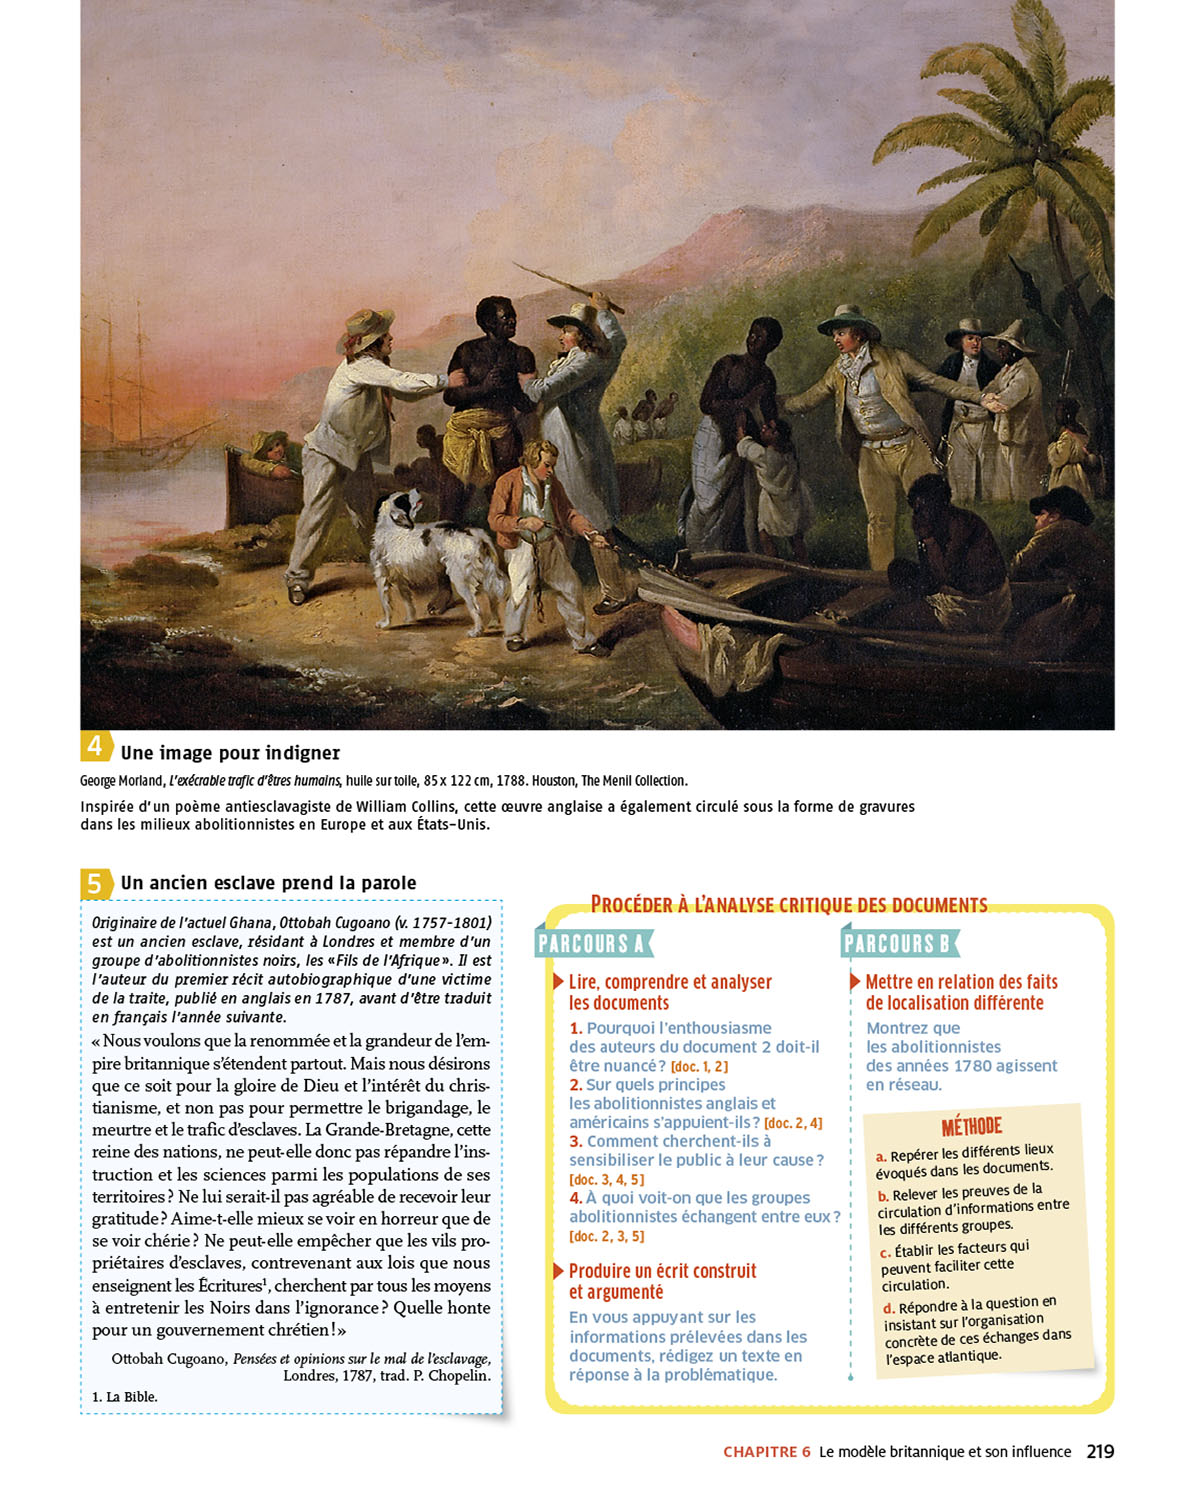 4 Une image pour indigner
George Morland, L'exécrable trafic d'êtres humains, huile sur toile, 85 x 122 cm, 1788. Houston, The Menil Collection.
Inspirée d'un poème antiesclavagiste de William Collins, cette œuvre anglaise a également circulé sous la forme de gravures
dans les milieux abolitionnistes en Europe et aux États-Unis.
5 Un ancien esclave prend la parole
Originaire de l'actuel Ghana, Ottobah Cugoano (v. 1757-1801)
est un ancien esclave, résidant à Londres et membre d'un
groupe d'abolitionnistes noirs, les «Fils de l'Afrique». Il est
l'auteur du premier récit autobiographique d'une victime
de la traite, publié en anglais en 1787, avant d'être traduit
en français l'année suivante.
« Nous voulons que la renommée et la grandeur de l'em-
pire britannique s'étendent partout. Mais nous désirons
que ce soit pour la gloire de Dieu et l'intérêt du chris-
tianisme, et non pas pour permettre le brigandage, le
meurtre et le trafic d'esclaves. La Grande-Bretagne, cette
reine des nations, ne peut-elle donc pas répandre l'ins-
truction et les sciences parmi les populations de ses
territoires ? Ne lui serait-il pas agréable de recevoir leur
gratitude ? Aime-t-elle mieux se voir en horreur que de
se voir chérie ? Ne peut-elle empêcher que les vils pro-
priétaires d'esclaves, contrevenant aux lois que nous
enseignent les Écritures¹, cherchent par tous les moyens
à entretenir les Noirs dans l'ignorance ? Quelle honte
pour un gouvernement chrétien ! »
Ottobah Cugoano, Pensées et opinions sur le mal de l'esclavage,
Londres, 1787, trad. P. Chopelin.
1. La Bible.
PROCÉDER À L'ANALYSE CRITIQUE DES DOCUMENTS
PARCOURS A
Lire, comprendre et analyser
les documents
1. Pourquoi l'enthousiasme
des auteurs du document 2 doit-il
être nuancé ? [doc. 1, 2]
2. Sur quels principes
les abolitionnistes anglais et
américains s'appuient-ils ? [doc. 2, 4]
3. Comment cherchent-ils à
sensibiliser le public à leur cause ?
[doc. 3, 4, 5]
4. À quoi voit-on que les groupes
abolitionnistes échangent entre eux ?
[doc. 2, 3, 5]
Produire un écrit construit
et argumenté
En vous appuyant sur les
informations prélevées dans les
documents, rédigez un texte en
réponse à la problématique.
PARCOURS B
Mettre en relation des faits
de localisation différente
Montrez que
les abolitionnistes
des années 1780 agissent
en réseau.
MÉTHODE
a. Repérer les différents lieux
évoqués dans les documents.
b. Relever les preuves de la
circulation d'informations entre
les différents groupes.
c. Établir les facteurs qui
peuvent faciliter cette
circulation.
d. Répondre à la question en
insistant sur l'organisation
concrète de ces échanges dans
l'espace atlantique.
CHAPITRE 6 Le modèle britannique et son influence 219